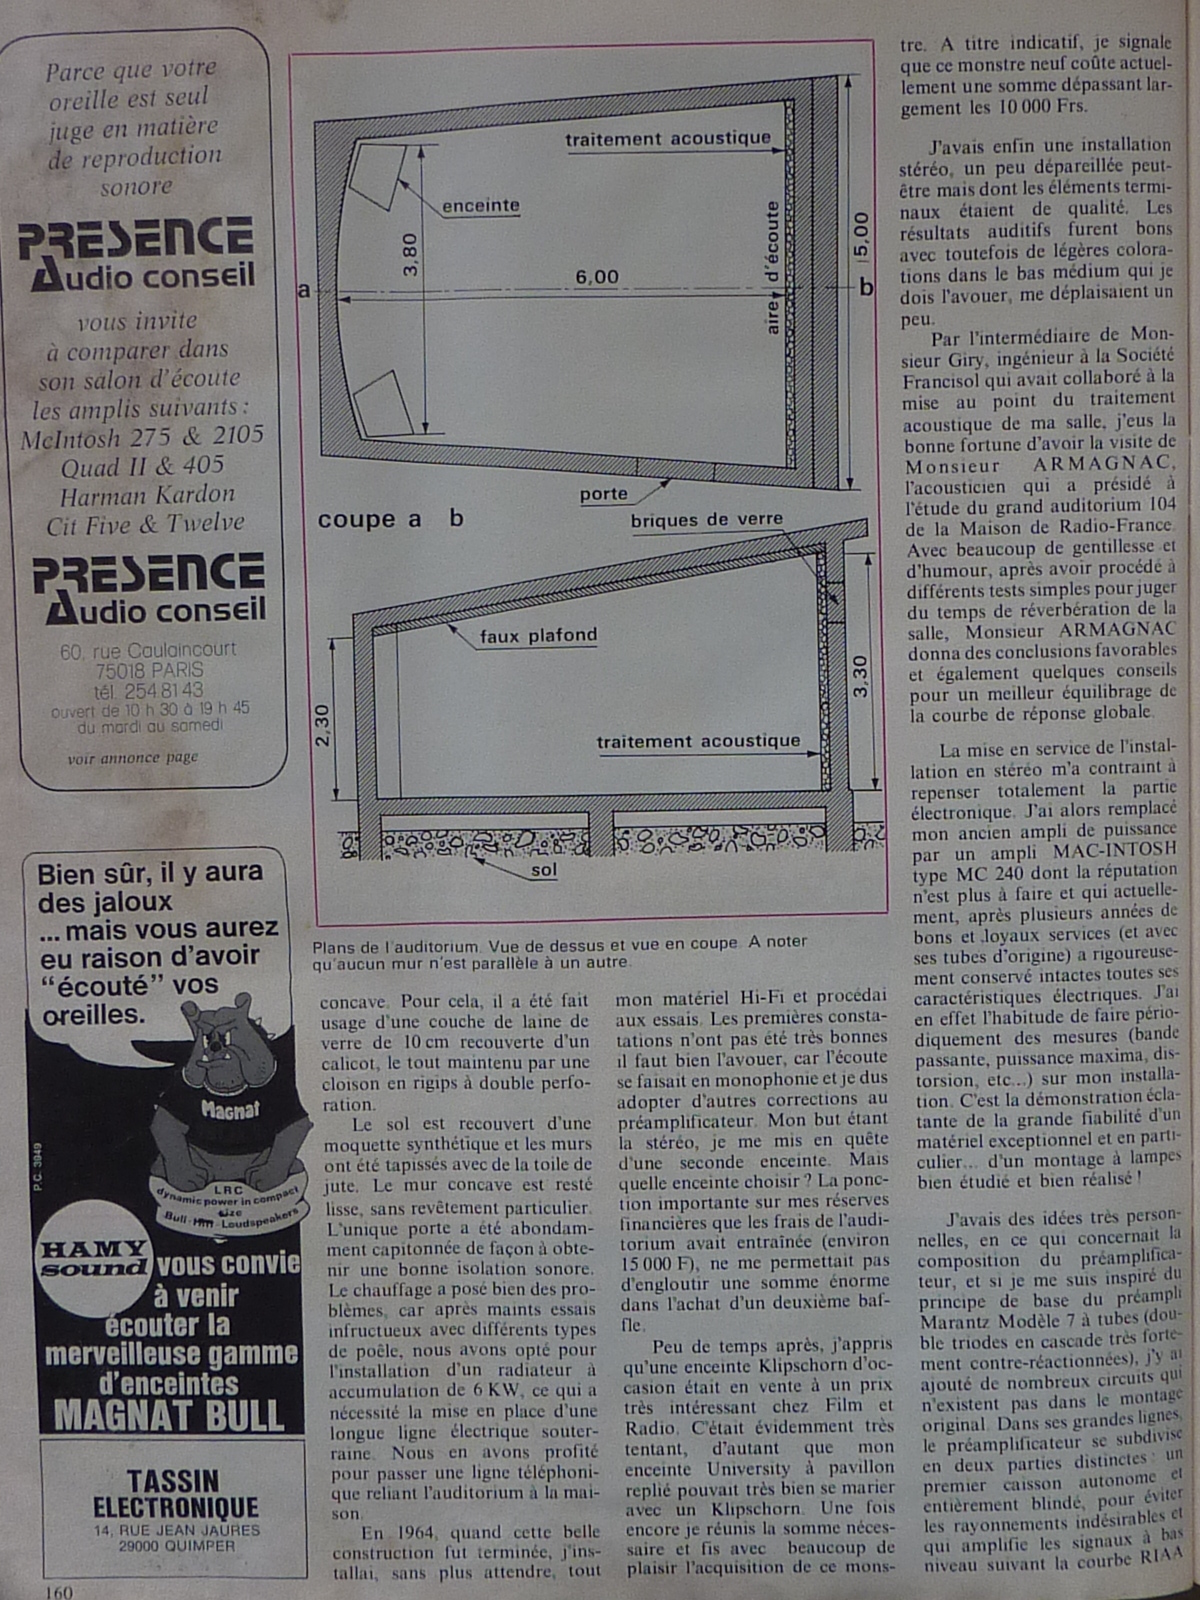 Parce que votre
oreille est seul
juge en matière
de reproduction
sonore
PRESENCE
Audio conseil
vous invite
à comparer dans
son salon d'écoute
les amplis suivants :
McIntosh 275 & 2105
Quad II & 405
Harman Kardon
Cit Five & Twelve
PRESENCE
Audio conseil
60, rue Caulaincourt
75018 PARIS
tél. 254 81 43
ouvert de 10 h 30 à 19 h 45
du mardi au samedi
voir annonce page
Bien sûr, il y aura
des jaloux
... mais vous aurez
eu raison d'avoir
“écouté” vos
oreilles.
Magnat
LRC
dynamic power in compact
size
Bull-Hifi-Loudspeakers
P.C. 3949
HAMY
sound
vous convie
à venir
écouter la
merveilleuse gamme
d'enceintes
MAGNAT BULL
TASSIN
ELECTRONIQUE
14, RUE JEAN JAURES
29000 QUIMPER
160
traitement acoustique
enceinte
3,80
6,00
aire d'écoute
5,00
a
b
porte
coupe a b
briques de verre
faux plafond
2,30
3,30
traitement acoustique
sol
Plans de l'auditorium. Vue de dessus et vue en coupe. A noter
qu'aucun mur n'est parallèle à un autre.
concave. Pour cela, il a été fait
usage d'une couche de laine de
verre de 10 cm recouverte d'un
calicot, le tout maintenu par une
cloison en rigips à double perfo-
ration.
Le sol est recouvert d'une
moquette synthétique et les murs
ont été tapissés avec de la toile de
jute. Le mur concave est resté
lisse, sans revêtement particulier.
L'unique porte a été abondam-
ment capitonnée de façon à obte-
nir une bonne isolation sonore.
Le chauffage a posé bien des pro-
blèmes, car après maints essais
infructueux avec différents types
de poêle, nous avons opté pour
l'installation d'un radiateur à
accumulation de 6 KW, ce qui a
nécessité la mise en place d'une
longue ligne électrique souter-
raine. Nous en avons profité
pour passer une ligne téléphoni-
que reliant l'auditorium à la mai-
son.
En 1964, quand cette belle
construction fut terminée, j'ins-
tallai, sans plus attendre, tout
mon matériel Hi-Fi et procédai
aux essais. Les premières consta-
tations n'ont pas été très bonnes
il faut bien l'avouer, car l'écoute
se faisait en monophonie et je dus
adopter d'autres corrections au
préamplificateur. Mon but étant
la stéréo, je me mis en quête
d'une seconde enceinte. Mais
quelle enceinte choisir ? La ponc-
tion importante sur mes réserves
financières que les frais de l'audi-
torium avait entraînée (environ
15 000 F), ne me permettait pas
d'engloutir une somme énorme
dans l'achat d'un deuxième baf-
fle.
Peu de temps après, j'appris
qu'une enceinte Klipschorn d'oc-
casion était en vente à un prix
très intéressant chez Film et
Radio. C'était évidemment très
tentant, d'autant que mon
enceinte University à pavillon
replié pouvait très bien se marier
avec un Klipschorn. Une fois
encore je réunis la somme néces-
saire et fis avec beaucoup de
plaisir l'acquisition de ce mons-
tre. A titre indicatif, je signale
que ce monstre neuf coûte actuel-
lement une somme dépassant lar-
gement les 10 000 Frs.
J'avais enfin une installation
stéréo, un peu dépareillée peut-
être mais dont les éléments termi-
naux étaient de qualité. Les
résultats auditifs furent bons
avec toutefois de légères colora-
tions dans le bas médium qui je
dois l'avouer, me déplaisaient un
peu.
Par l'intermédiaire de Mon-
sieur Giry, ingénieur à la Société
Francisol qui avait collaboré à la
mise au point du traitement
acoustique de ma salle, j'eus la
bonne fortune d'avoir la visite de
Monsieur ARMAGNAC,
l'acousticien qui a présidé à
l'étude du grand auditorium 104
de la Maison de Radio-France.
Avec beaucoup de gentillesse et
d'humour, après avoir procédé à
différents tests simples pour juger
du temps de réverbération de la
salle, Monsieur ARMAGNAC
donna des conclusions favorables
et également quelques conseils
pour un meilleur équilibrage de
la courbe de réponse globale.
La mise en service de l'instal-
lation en stéréo m'a contraint à
repenser totalement la partie
électronique. J'ai alors remplacé
mon ancien ampli de puissance
par un ampli MAC-INTOSH
type MC 240 dont la réputation
n'est plus à faire et qui actuelle-
ment, après plusieurs années de
bons et loyaux services (et avec
ses tubes d'origine) a rigoureuse-
ment conservé intactes toutes ses
caractéristiques électriques. J'ai
en effet l'habitude de faire pério-
diquement des mesures (bande
passante, puissance maxima, dis-
torsion, etc...) sur mon installa-
tion. C'est la démonstration écla-
tante de la grande fiabilité d'un
matériel exceptionnel et en parti-
culier... d'un montage à lampes
bien étudié et bien réalisé !
J'avais des idées très person-
nelles, en ce qui concernait la
composition du préamplifica-
teur, et si je me suis inspiré du
principe de base du préampli
Marantz Modèle 7 à tubes (dou-
ble triodes en cascade très forte-
ment contre-réactionnées), j'y ai
ajouté de nombreux circuits qui
n'existent pas dans le montage
original. Dans ses grandes lignes,
le préamplificateur se subdivise
en deux parties distinctes : un
premier caisson autonome et
entièrement blindé, pour éviter
les rayonnements indésirables et
qui amplifie les signaux à bas
niveau suivant la courbe RIAA